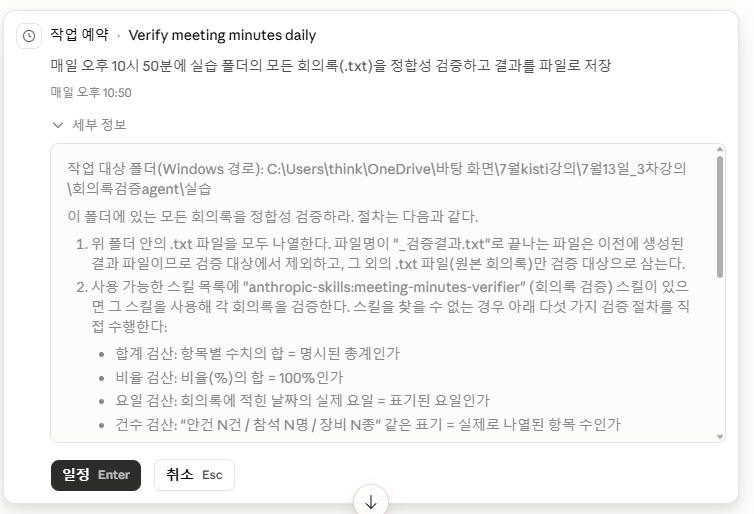 작업 예약 · Verify meeting minutes daily
매일 오후 10시 50분에 실습 폴더의 모든 회의록(.txt)을 정합성 검증하고 결과를 파일로 저장
매일 오후 10:50
세부 정보
작업 대상 폴더(Windows 경로): C:\Users\think\OneDrive\바탕 화면\7월kisti강의\7월13일_3차강의
\회의록검증agent\실습
이 폴더에 있는 모든 회의록을 정합성 검증하라. 절차는 다음과 같다.
1. 위 폴더 안의 .txt 파일을 모두 나열한다. 파일명이 "_검증결과.txt"로 끝나는 파일은 이전에 생성된
결과 파일이므로 검증 대상에서 제외하고, 그 외의 .txt 파일(원본 회의록)만 검증 대상으로 삼는다.
2. 사용 가능한 스킬 목록에 "anthropic-skills:meeting-minutes-verifier" (회의록 검증) 스킬이 있으
면 그 스킬을 사용해 각 회의록을 검증한다. 스킬을 찾을 수 없는 경우 아래 다섯 가지 검증 절차를 직
접 수행한다:
• 합계 검산: 항목별 수치의 합 = 명시된 총계인가
• 비율 검산: 비율(%)의 합 = 100%인가
• 요일 검산: 회의록에 적힌 날짜의 실제 요일 = 표기된 요일인가
• 건수 검산: "안건 N건 / 참석 N명 / 장비 N종" 같은 표기 = 실제로 나열된 항목 수인가
일정 Enter 취소 Esc